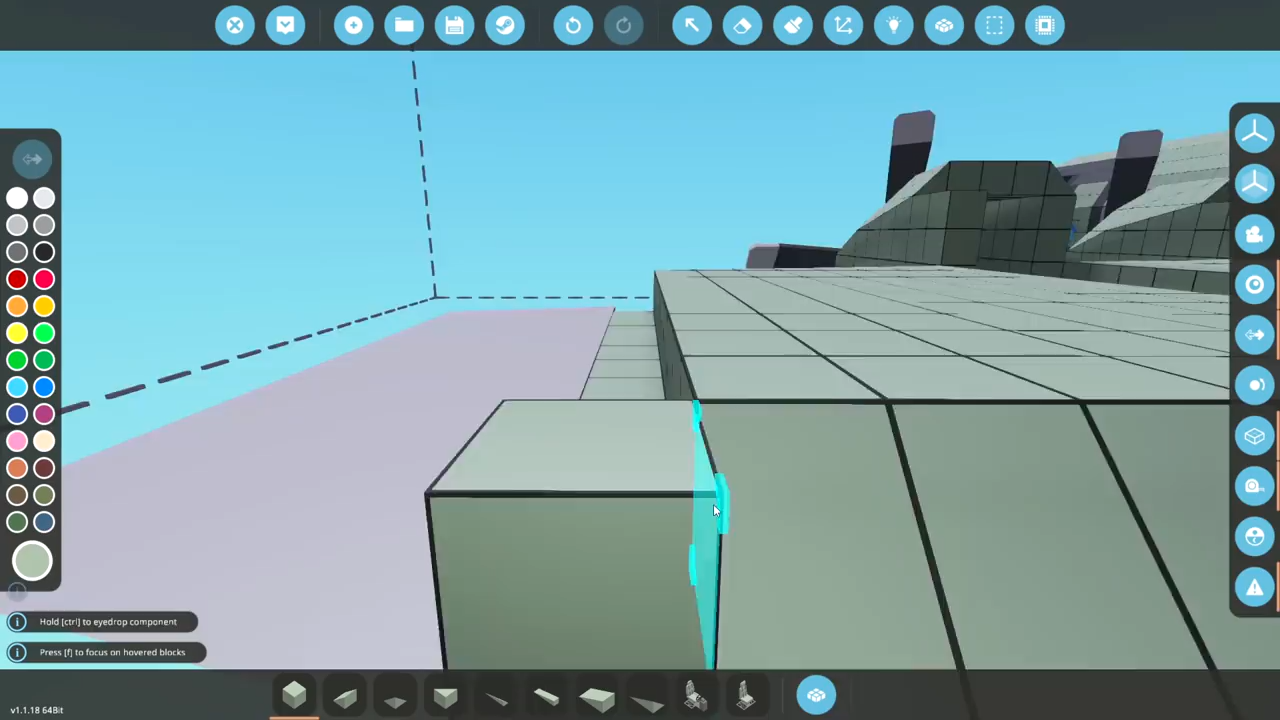 Hold [ctrl] to eyedrop component
Press [f] to focus on hovered blocks
v1.1.18 64Bit